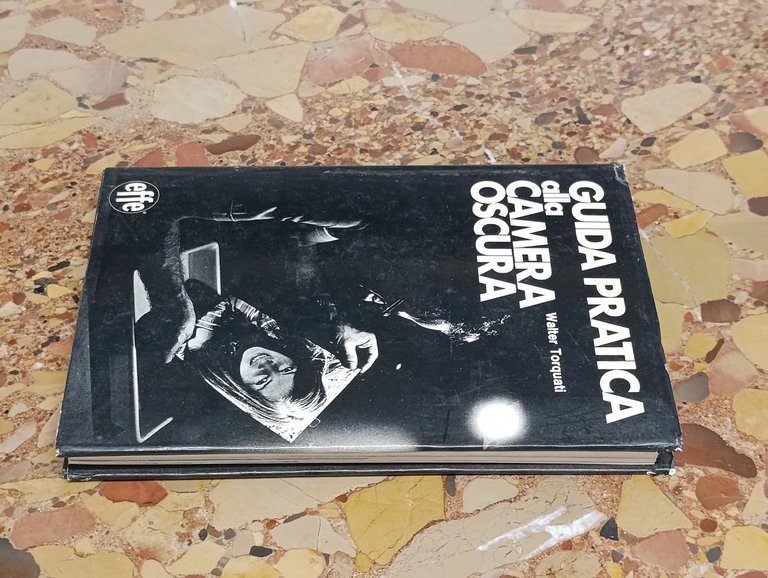 GUIDA PRATICA
alla
CAMERA
OSCURA
Walter Torquati
effe